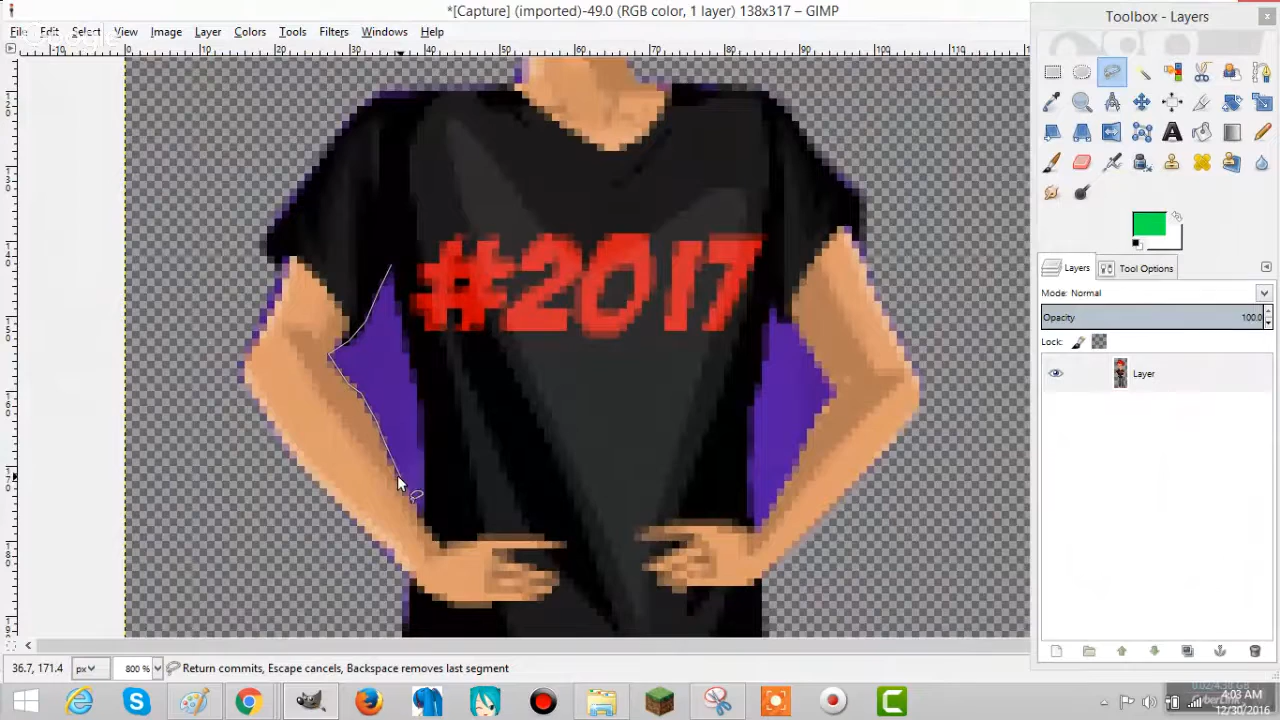 *[Capture] (imported)-49.0 (RGB color, 1 layer) 138x317 – GIMP
File Edit Select View Image Layer Colors Tools Filters Windows Help
Google
Toolbox - Layers
#2017
Layers Tool Options
Mode: Normal
Opacity 100.0
Lock:
Layer
36.7, 171.4 px 800 % Return commits, Escape cancels, Backspace removes last segment
4:03 AM
12/30/2016